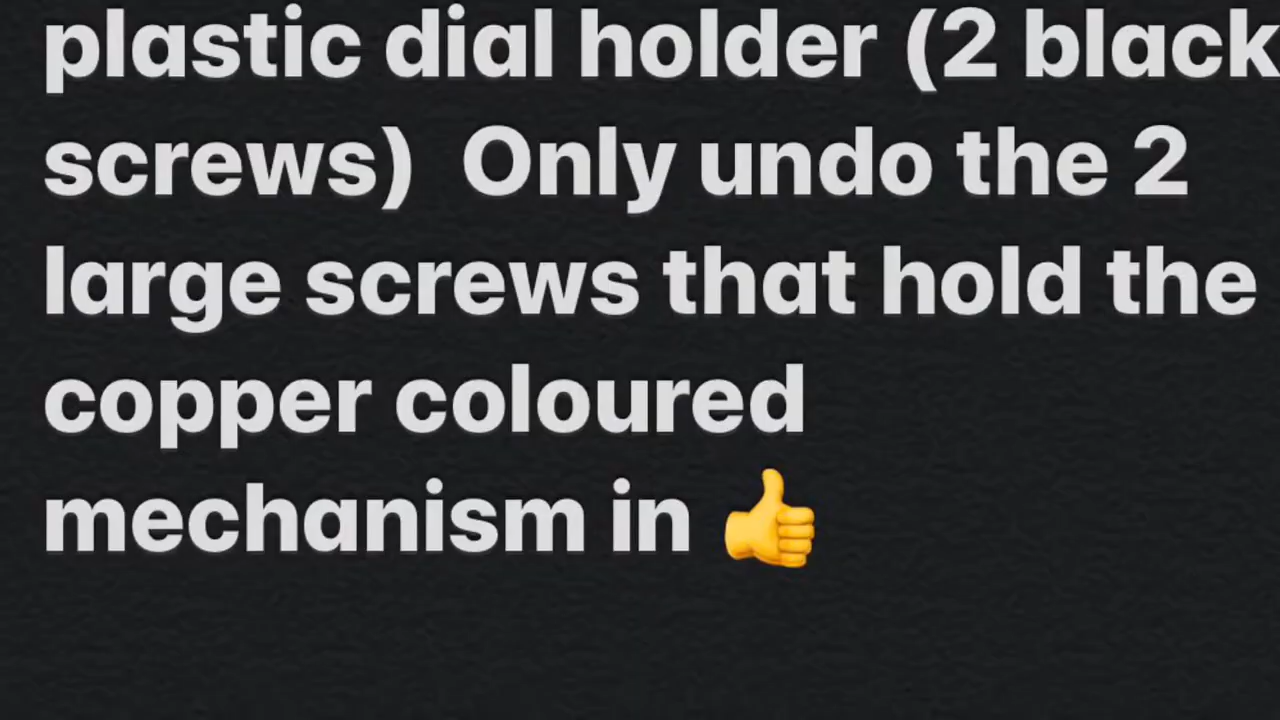 plastic dial holder (2 black
screws)  Only undo the 2
large screws that hold the
copper coloured
mechanism in 👍